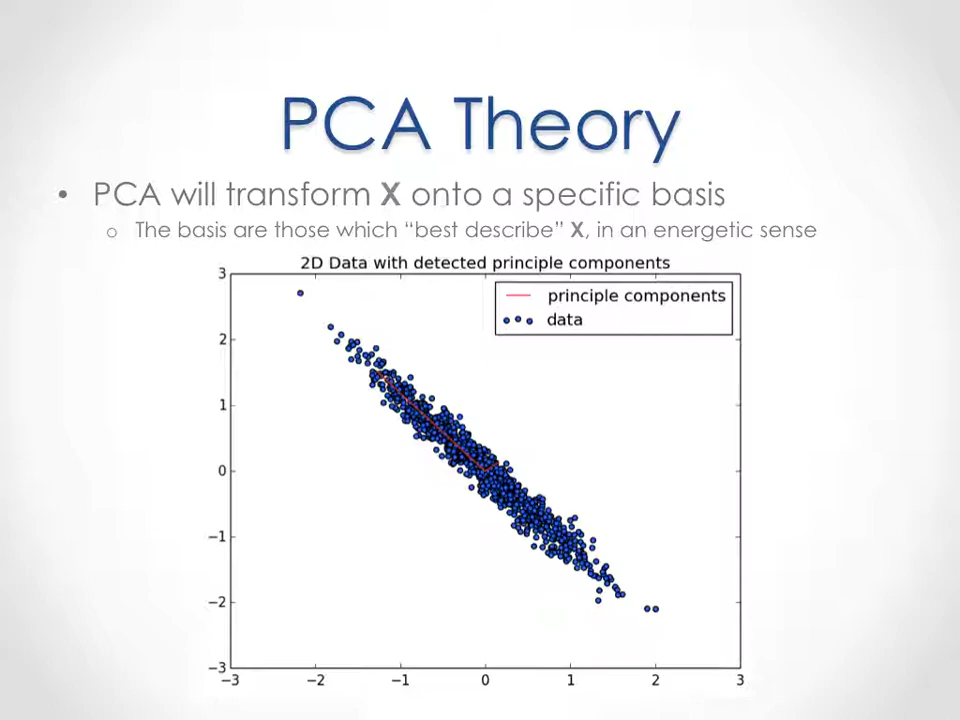 PCA Theory
• PCA will transform X onto a specific basis
o The basis are those which “best describe” X, in an energetic sense
2D Data with detected principle components
principle components
data
3
2
1
0
−1
−2
−3
−3 −2 −1 0 1 2 3